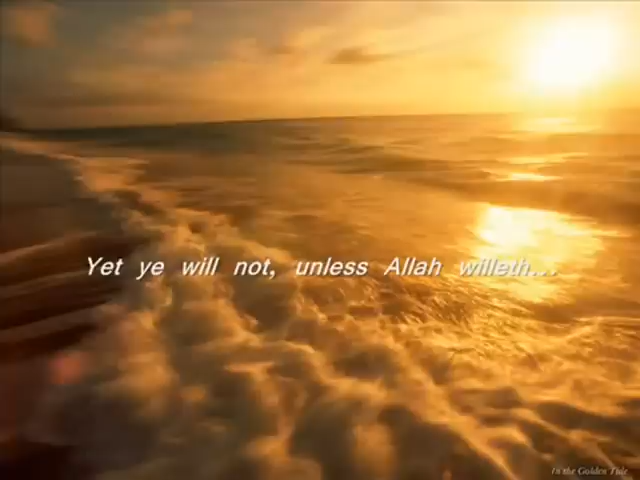 Yet ye will not, unless Allah willeth...
In the Golden Tide